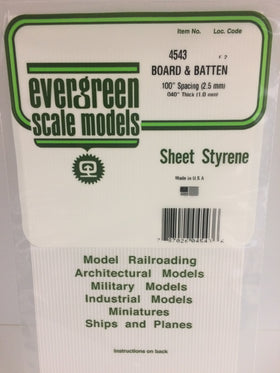 Item No. Loc. Code
4543
BOARD & BATTEN
100" Spacing (2.5 mm)
.040" Thick (1.0 mm)
evergreen
scale models
Sheet Styrene
Made in U S A
Model Railroading
Architectural Models
Military Models
Industrial Models
Miniatures
Ships and Planes
Instructions on back